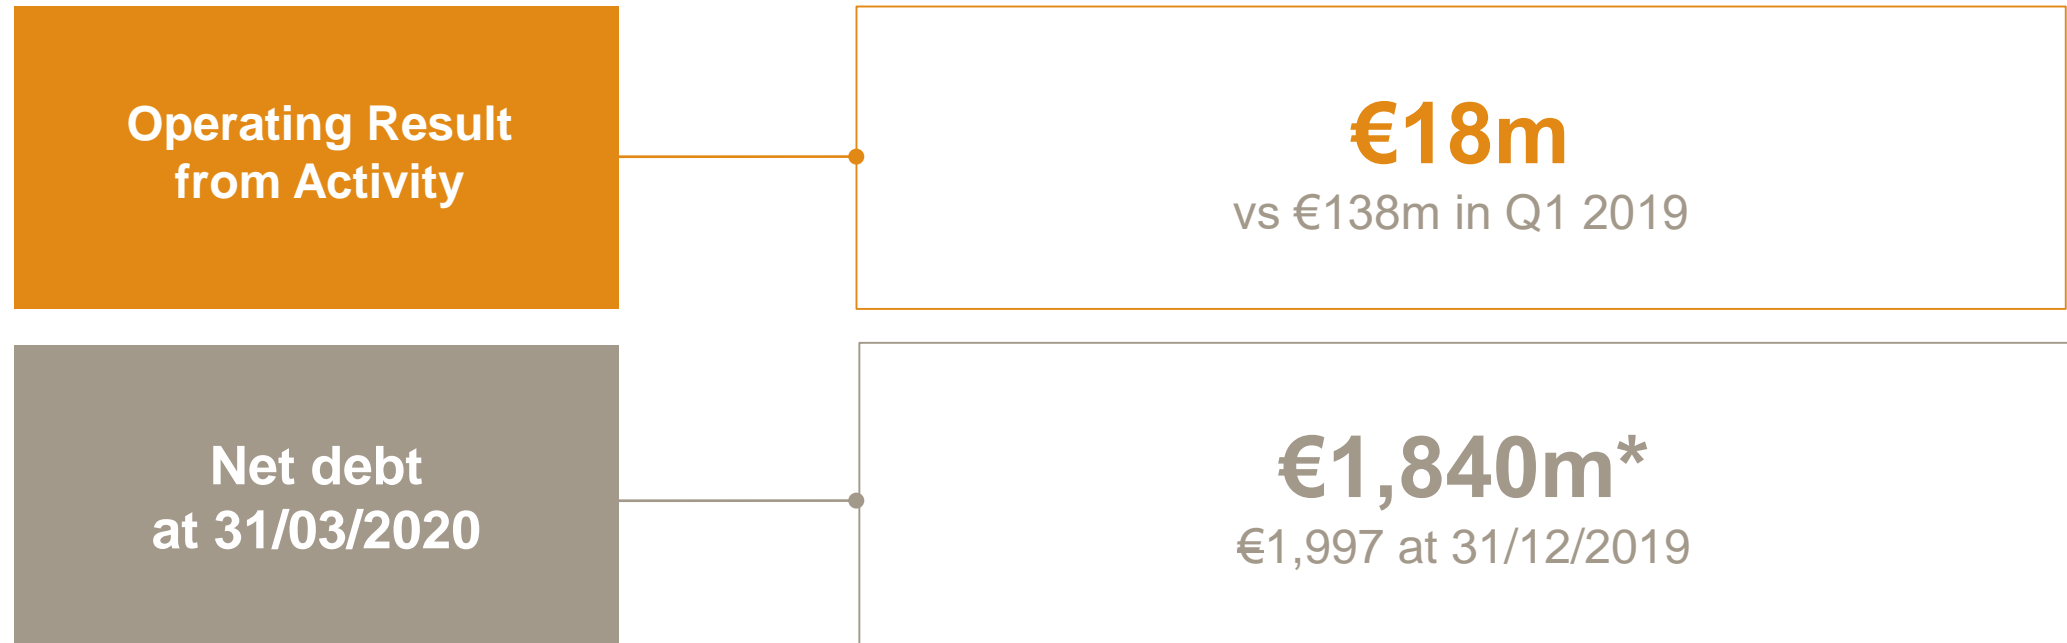 Operating Result
from Activity
€18m
vs €138m in Q1 2019
Net debt
at 31/03/2020
€1,840m*
€1,997 at 31/12/2019